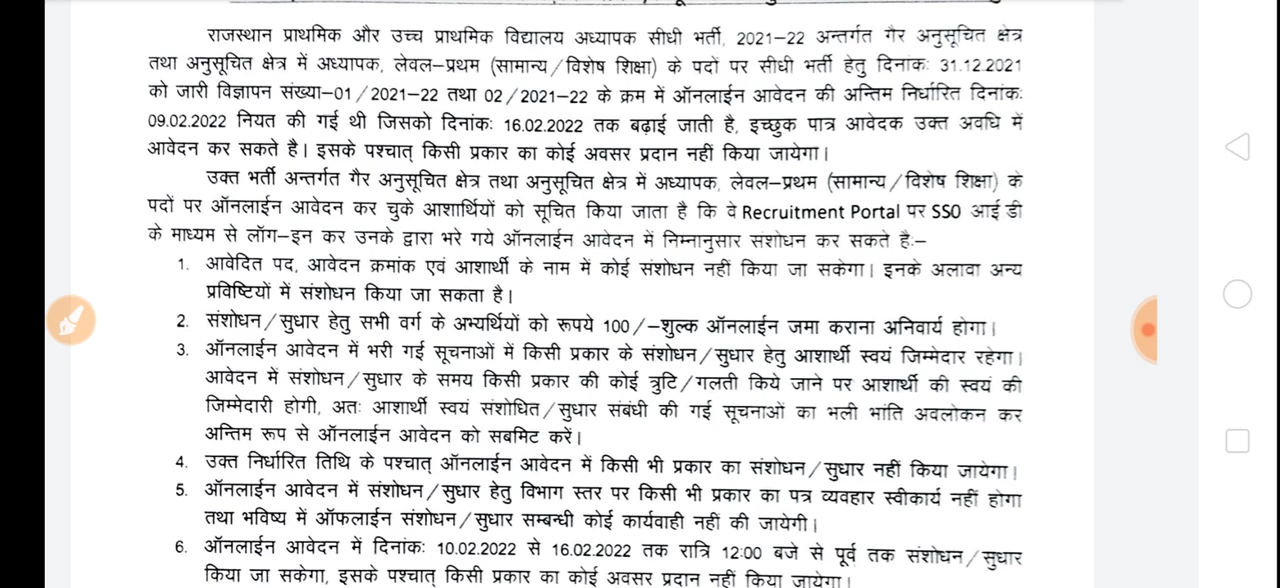 राजस्थान प्राथमिक और उच्च प्राथमिक विद्यालय अध्यापक सीधी भर्ती, 2021-22 अन्तर्गत गैर अनुसूचित क्षेत्र
तथा अनुसूचित क्षेत्र में अध्यापक, लेवल-प्रथम (सामान्य/विशेष शिक्षा) के पदों पर सीधी भर्ती हेतु दिनांकः 31.12.2021
को जारी विज्ञापन संख्या-01/2021-22 तथा 02/2021-22 के क्रम में ऑनलाईन आवेदन की अन्तिम निर्धारित दिनांकः
09.02.2022 नियत की गई थी जिसको दिनांकः 16.02.2022 तक बढ़ाई जाती है, इच्छुक पात्र आवेदक उक्त अवधि में
आवेदन कर सकते है। इसके पश्चात् किसी प्रकार का कोई अवसर प्रदान नहीं किया जायेगा।
उक्त भर्ती अन्तर्गत गैर अनुसूचित क्षेत्र तथा अनुसूचित क्षेत्र में अध्यापक, लेवल-प्रथम (सामान्य/विशेष शिक्षा) के
पदों पर ऑनलाईन आवेदन कर चुके आशार्थियों को सूचित किया जाता है कि वे Recruitment Portal पर SSO आई डी
के माध्यम से लॉग-इन कर उनके द्वारा भरे गये ऑनलाईन आवेदन में निम्नानुसार संशोधन कर सकते हैः-
1. आवेदित पद, आवेदन क्रमांक एवं आशार्थी के नाम में कोई संशोधन नहीं किया जा सकेगा। इनके अलावा अन्य
प्रविष्टियों में संशोधन किया जा सकता है।
2. संशोधन/सुधार हेतु सभी वर्ग के अभ्यर्थियों को रूपये 100/-शुल्क ऑनलाईन जमा कराना अनिवार्य होगा।
3. ऑनलाईन आवेदन में भरी गई सूचनाओं में किसी प्रकार के संशोधन/सुधार हेतु आशार्थी स्वयं जिम्मेदार रहेगा।
आवेदन में संशोधन/सुधार के समय किसी प्रकार की कोई त्रुटि/गलती किये जाने पर आशार्थी की स्वयं की
जिम्मेदारी होगी, अतः आशार्थी स्वयं संशोधित/सुधार संबंधी की गई सूचनाओं का भली भांति अवलोकन कर
अन्तिम रूप से ऑनलाईन आवेदन को सबमिट करें।
4. उक्त निर्धारित तिथि के पश्चात् ऑनलाईन आवेदन में किसी भी प्रकार का संशोधन/सुधार नहीं किया जायेगा।
5. ऑनलाईन आवेदन में संशोधन/सुधार हेतु विभाग स्तर पर किसी भी प्रकार का पत्र व्यवहार स्वीकार्य नहीं होगा
तथा भविष्य में ऑफलाईन संशोधन/सुधार सम्बन्धी कोई कार्यवाही नहीं की जायेगी।
6. ऑनलाईन आवेदन में दिनांकः 10.02.2022 से 16.02.2022 तक रात्रि 12:00 बजे से पूर्व तक संशोधन/सुधार
किया जा सकेगा, इसके पश्चात् किसी प्रकार का कोई अवसर प्रदान नहीं किया जायेगा।